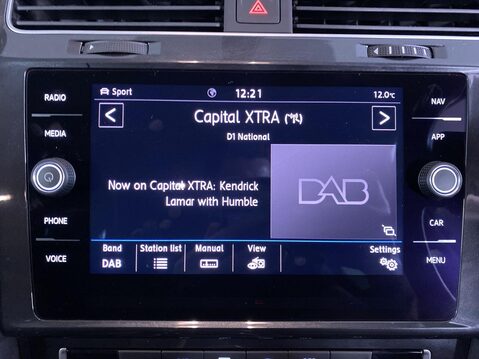 RADIO
MEDIA
PHONE
VOICE
Sport
12:21
12.0°C
Capital XTRA
D1 National
Now on Capital XTRA: Kendrick
Lamar with Humble
DAB
Band
DAB
Station list
Manual
View
Settings
NAV
APP
CAR
MENU